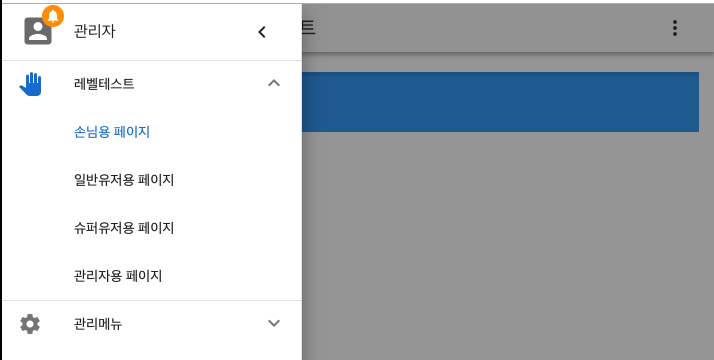 관리자
트
레벨테스트
손님용 페이지
일반유저용 페이지
슈퍼유저용 페이지
관리자용 페이지
관리메뉴